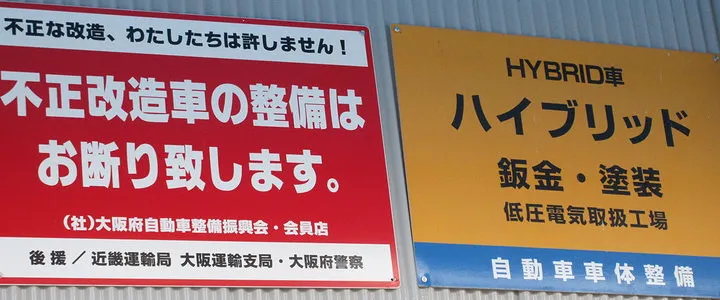 不正な改造、わたしたちは許しません!
不正改造車の整備は
お断り致します。
(社)大阪府自動車整備振興会・会員店
後援/近畿運輸局 大阪運輸支局・大阪府警察
HYBRID車
ハイブリッド
鈑金・塗装
低圧電気取扱工場
自動車車体整備